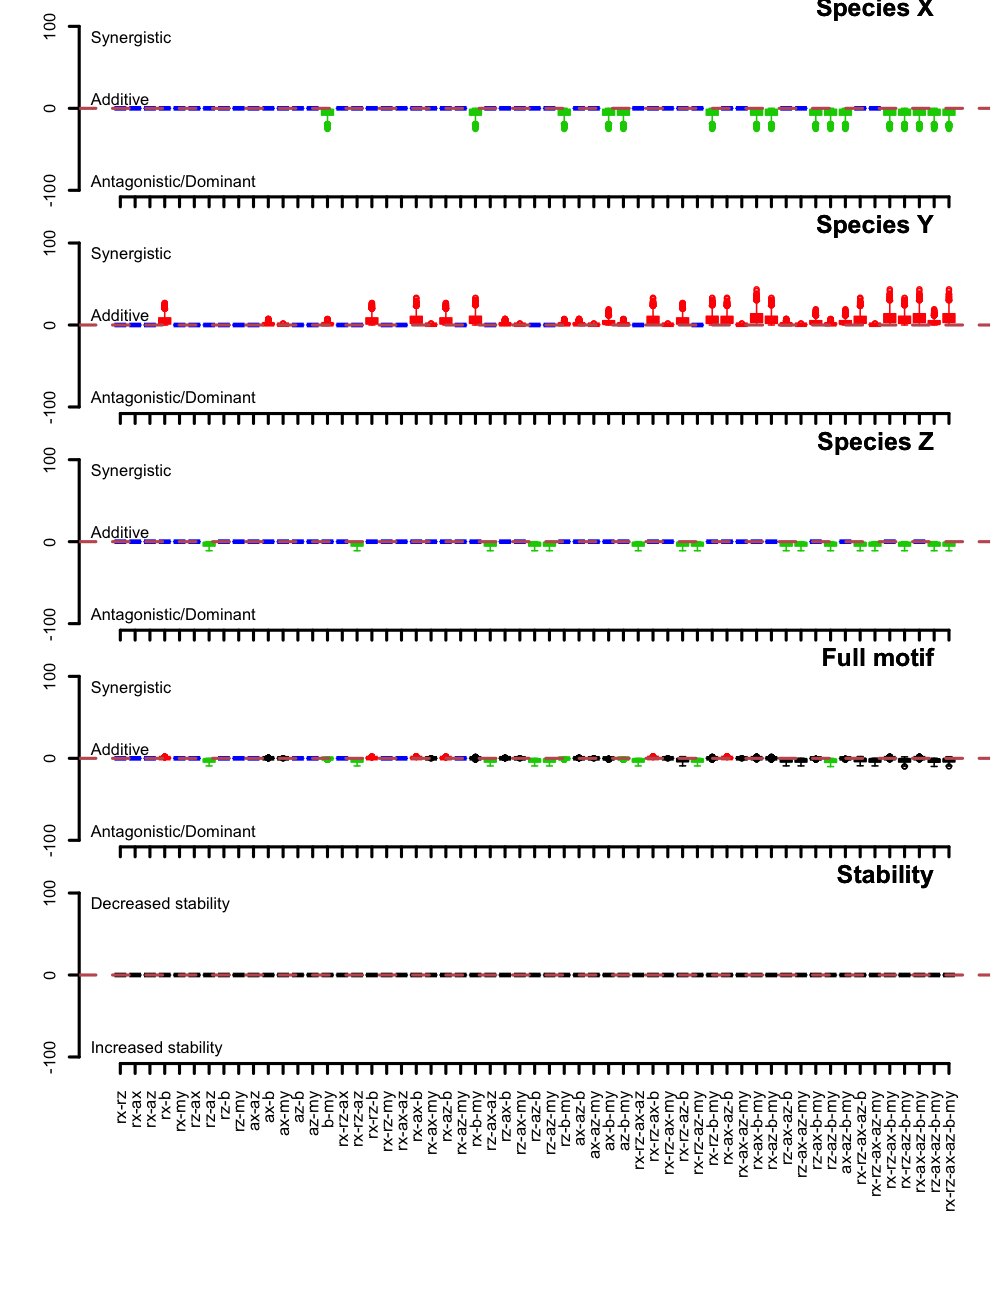 Species X
100
Synergistic
Additive
0
Antagonistic/Dominant
-100
Species Y
100
Synergistic
Additive
0
Antagonistic/Dominant
-100
Species Z
100
Synergistic
Additive
0
Antagonistic/Dominant
-100
Full motif
100
Synergistic
Additive
0
Antagonistic/Dominant
-100
Stability
100
Decreased stability
0
Increased stability
-100
rx-rz
rx-ax
rx-az
rx-b
rx-my
rz-ax
rz-az
rz-b
rz-my
ax-az
ax-b
ax-my
az-b
az-my
b-my
rx-rz-ax
rx-rz-az
rx-rz-b
rx-rz-my
rx-ax-az
rx-ax-b
rx-ax-my
rx-az-b
rx-az-my
rx-b-my
rz-ax-az
rz-ax-b
rz-ax-my
rz-az-b
rz-az-my
rz-b-my
ax-az-b
ax-az-my
ax-b-my
az-b-my
rx-rz-ax-az
rx-rz-ax-b
rx-rz-ax-my
rx-rz-az-b
rx-rz-az-my
rx-rz-b-my
rx-ax-az-b
rx-ax-az-my
rx-ax-b-my
rx-az-b-my
rz-ax-az-b
rz-ax-az-my
rz-ax-b-my
rz-az-b-my
ax-az-b-my
rx-rz-ax-az-b
rx-rz-ax-az-my
rx-rz-ax-b-my
rx-rz-az-b-my
rx-ax-az-b-my
rz-ax-az-b-my
rx-rz-ax-az-b-my